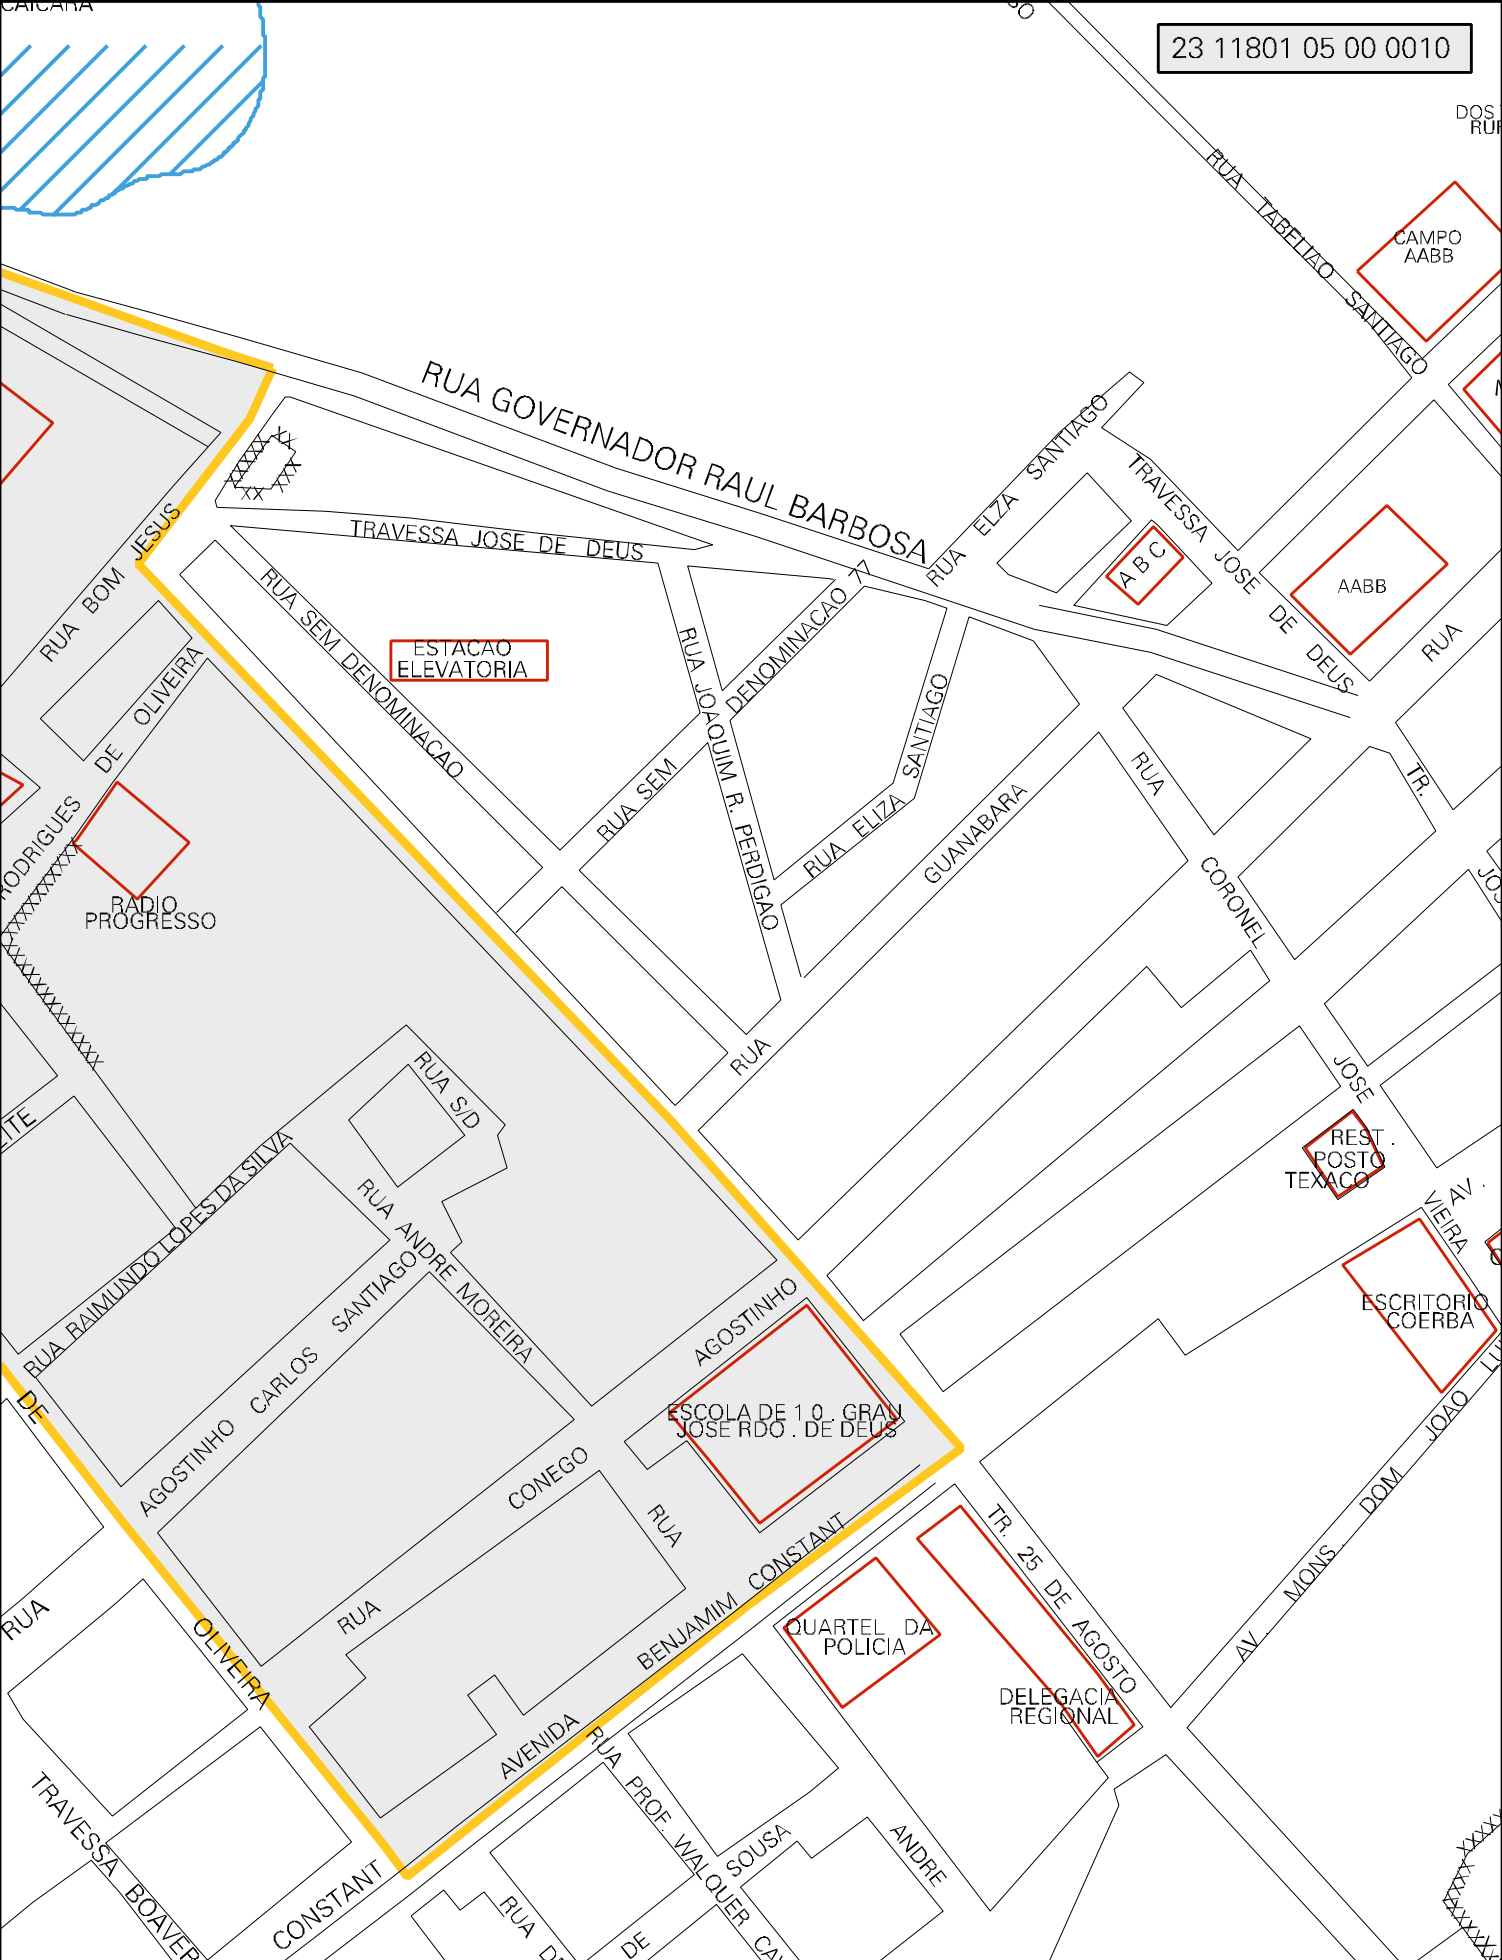 CAICARA
23 11801 05 00 0010
RUA TABELIAO SANTIAGO
CAMPO
AABB
RUA GOVERNADOR RAUL BARBOSA
RUA ELZA SANTIAGO
TRAVESSA JOSE DE DEUS
A B C
AABB
RUA
RUA BOM JESUS
TRAVESSA JOSE DE DEUS
RUA SEM DENOMINACAO
ESTACAO
ELEVATORIA
RUA SEM DENOMINACAO 77
RUA JOAQUIM R. PERDIGAO
RUA ELIZA SANTIAGO
RUA GUANABARA
RUA CORONEL JOSE VIEIRA
TR.
RODRIGUES DE OLIVEIRA
RADIO
PROGRESSO
RUA S/D
RUA RAIMUNDO LOPES DA SILVA
RUA ANDRE MOREIRA
AGOSTINHO CARLOS SANTIAGO
RUA CONEGO AGOSTINHO
ESCOLA DE 1 0 . GRAU
JOSE RDO . DE DEUS
REST .
POSTO
TEXACO
AV .
ESCRITORIO
COERBA
AV . MONS . DOM JOAO
TR. 25 DE AGOSTO
RUA
AVENIDA BENJAMIM CONSTANT
QUARTEL DA
POLICIA
DELEGACIA
REGIONAL
DE OLIVEIRA
RUA
TRAVESSA
CONSTANT
RUA PROF. WALQUER
DE SOUSA
ANDRE
RUA